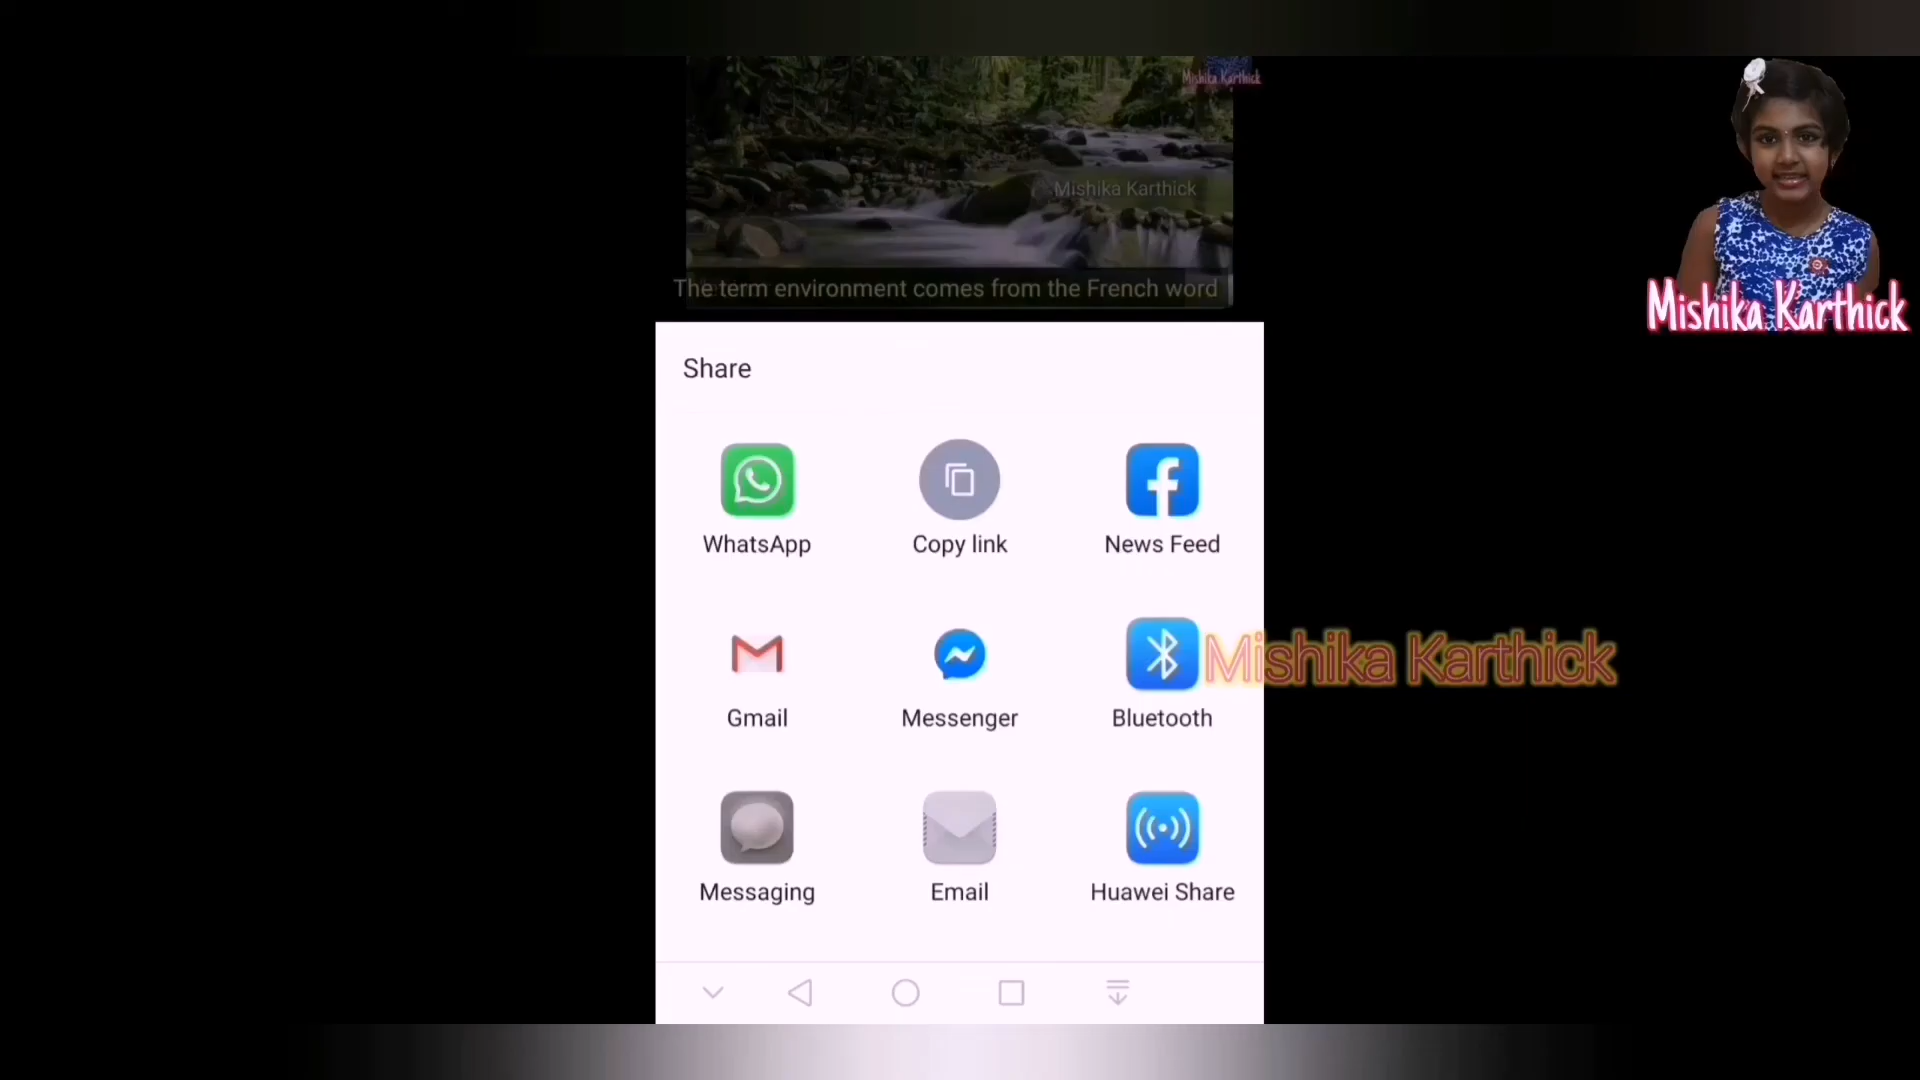 Mishika Karthick
Mishika Karthick
The term environment comes from the French word
Mishika Karthick
Share
WhatsApp
Copy link
News Feed
Gmail
Messenger
Bluetooth
Mishika Karthick
Messaging
Email
Huawei Share